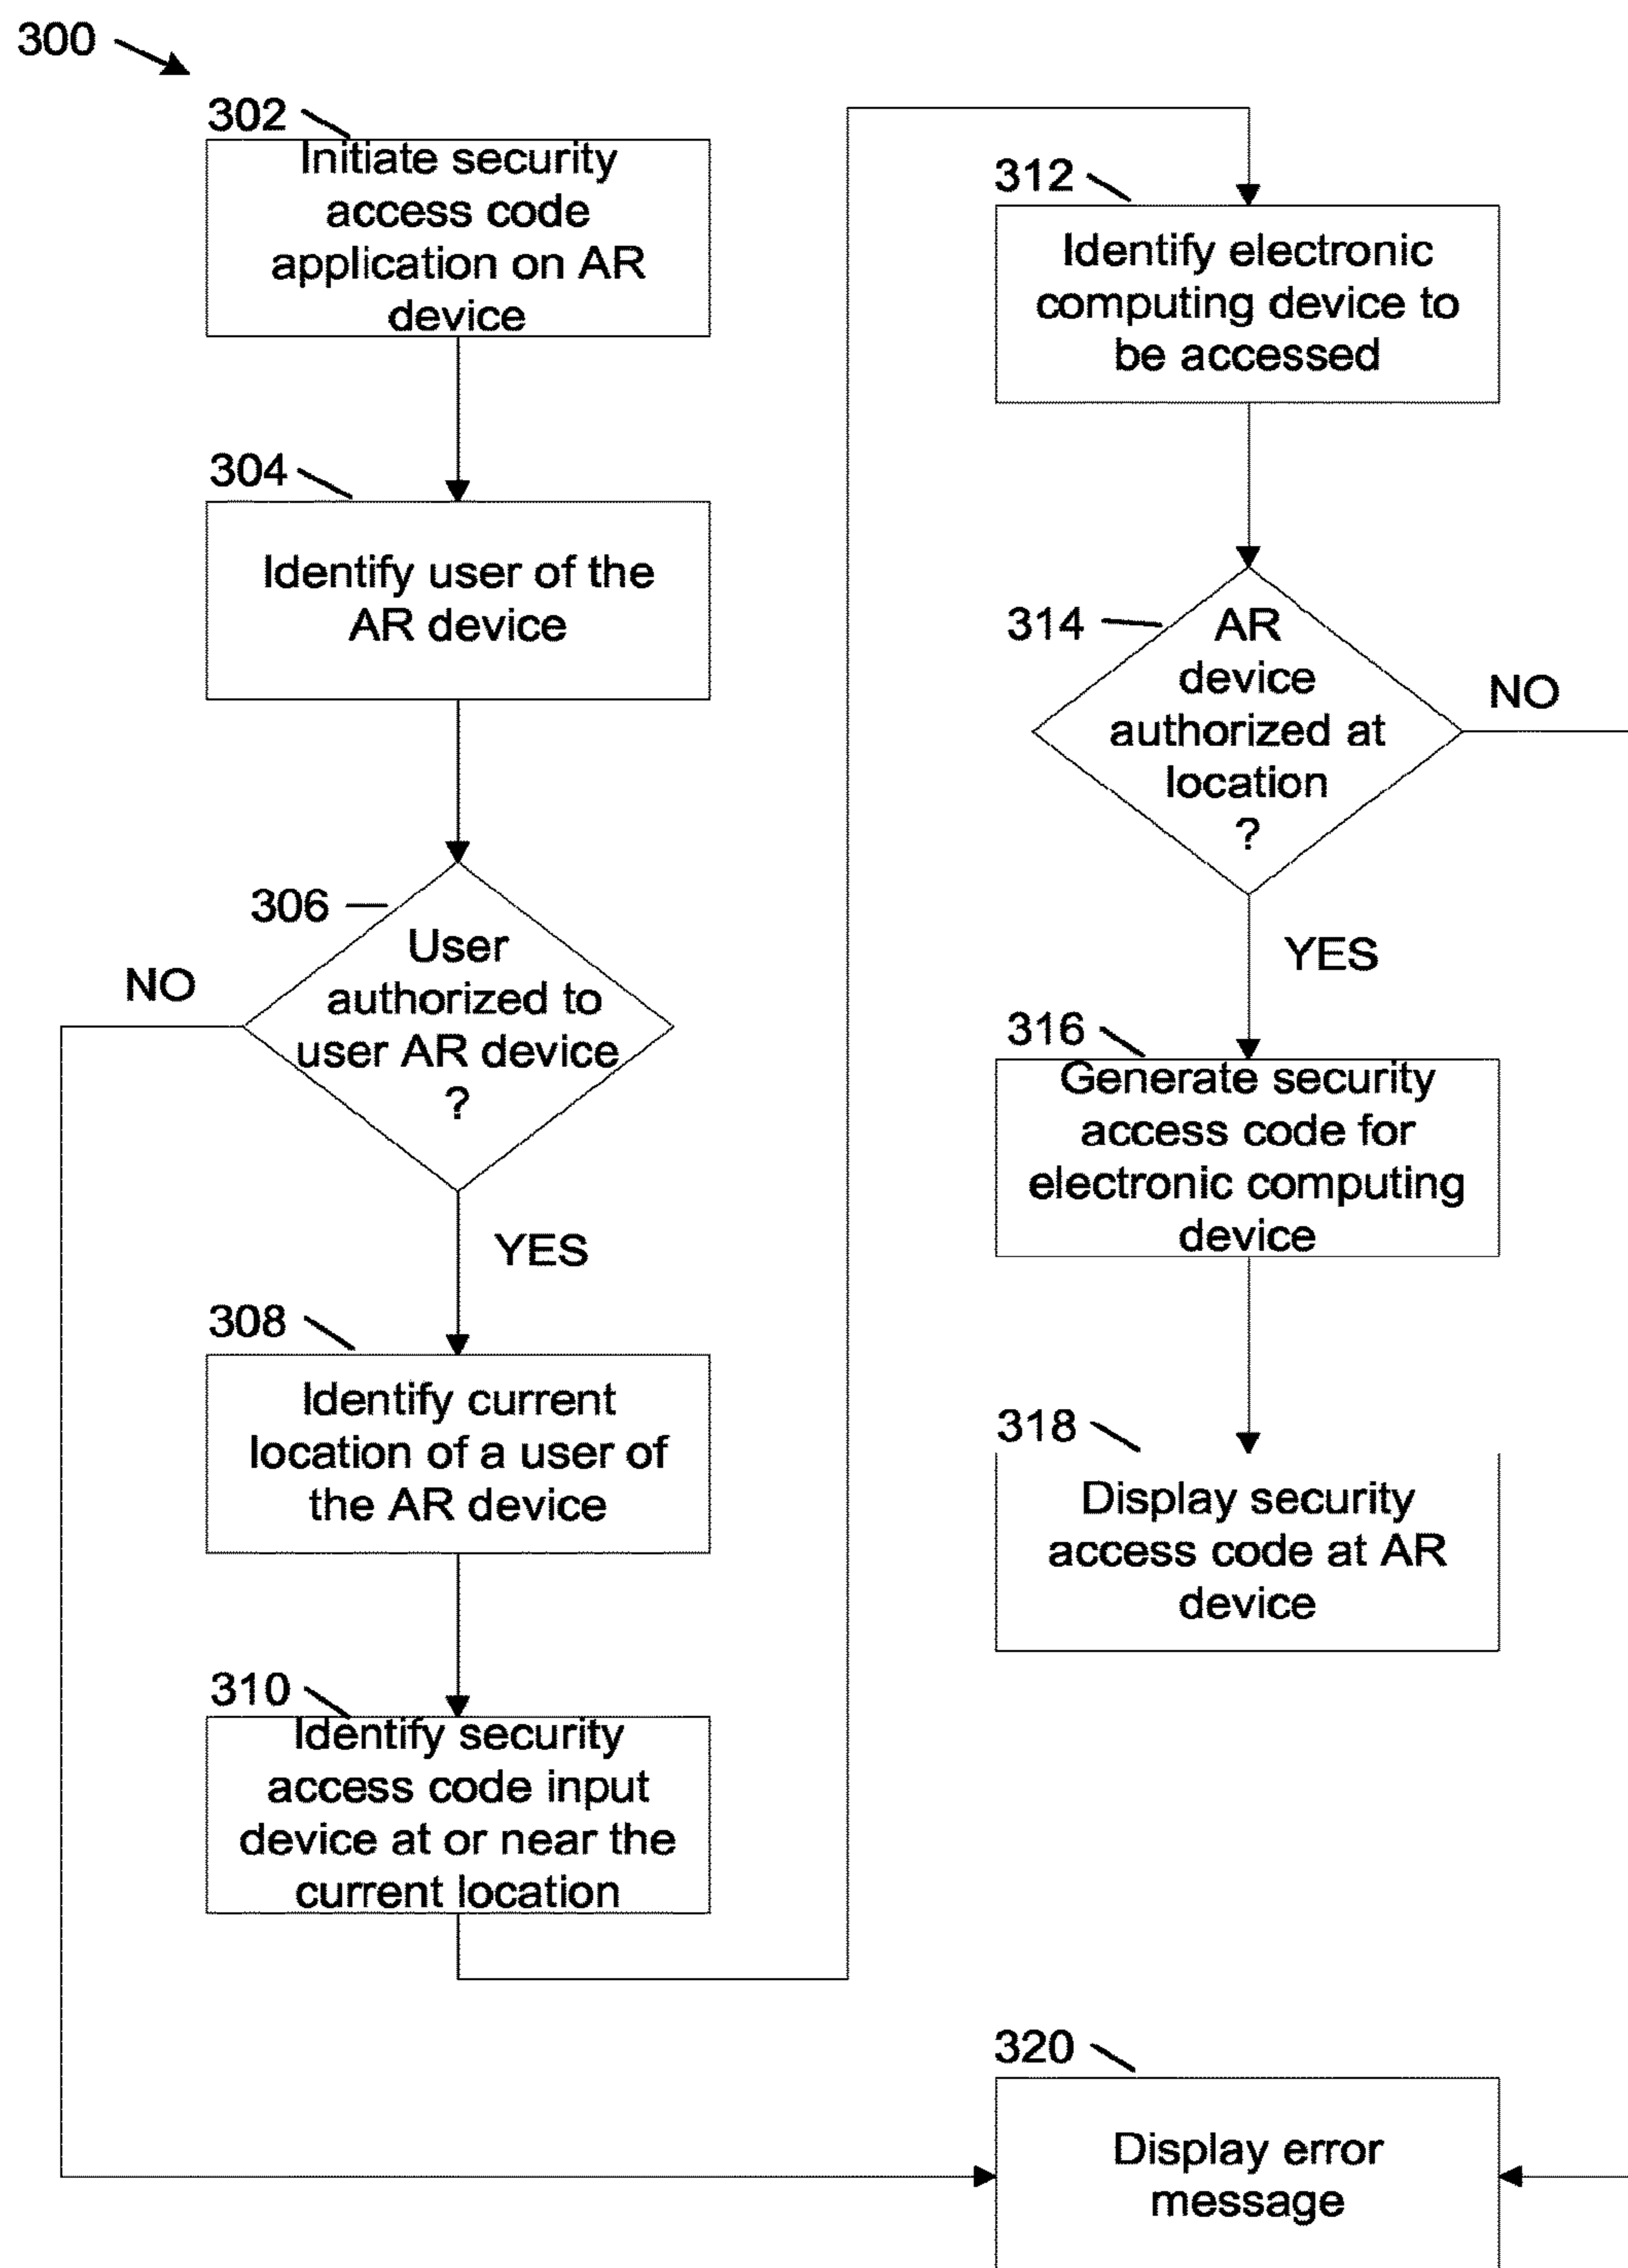 300
302
Initiate security
access code
application on AR
device
304
Identify user of the
AR device
306
User
authorized to
user AR device
?
NO
YES
308
Identify current
location of a user of
the AR device
310
Identify security
access code input
device at or near the
current location
312
Identify electronic
computing device to
be accessed
314
AR
device
authorized at
location
?
NO
YES
316
Generate security
access code for
electronic computing
device
318
Display security
access code at AR
device
320
Display error
message